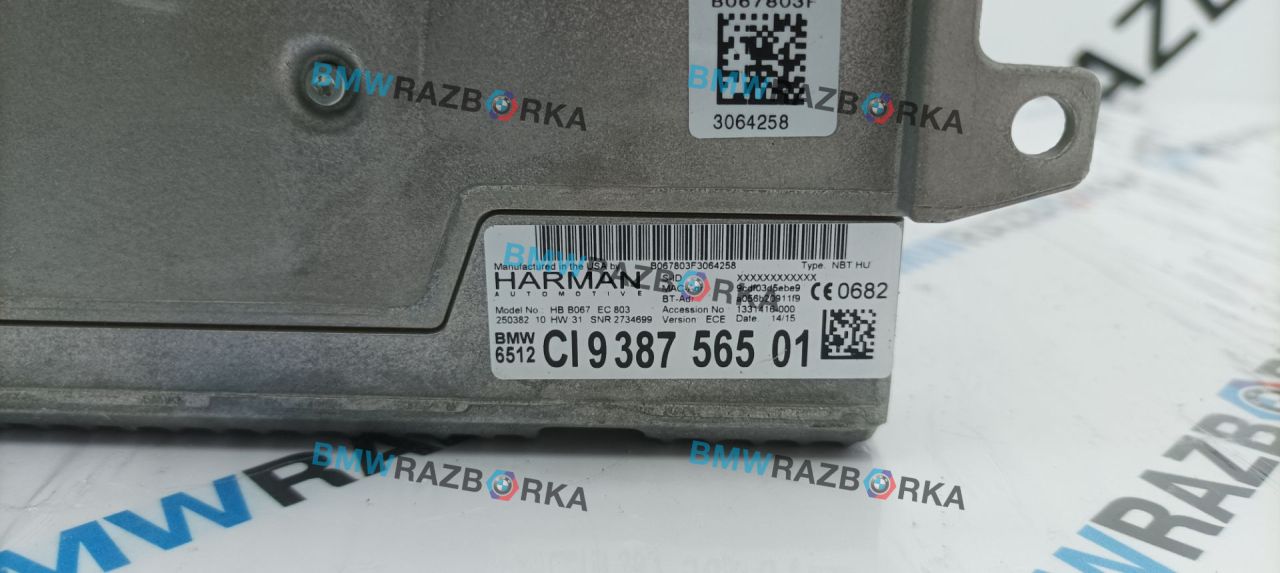 B067803F
3064258
BMWRAZBORKA
BMWRAZBORKA
Manufactured in the USA by B067803F3064258 Type. NBT HU
HARMAN
AUTOMOTIVE
XXXXXXXXXXXX
BMWRAZBORKA
CE 0682
BT-Adr
Model No: HB B067 EC 803 Accession No
250382 10 HW 31 SNR 2734699 Version: ECE Date: 14/15
BMW
6512 CI 9 387 565 01
BMWRAZBORKA
BMWRAZBORKA